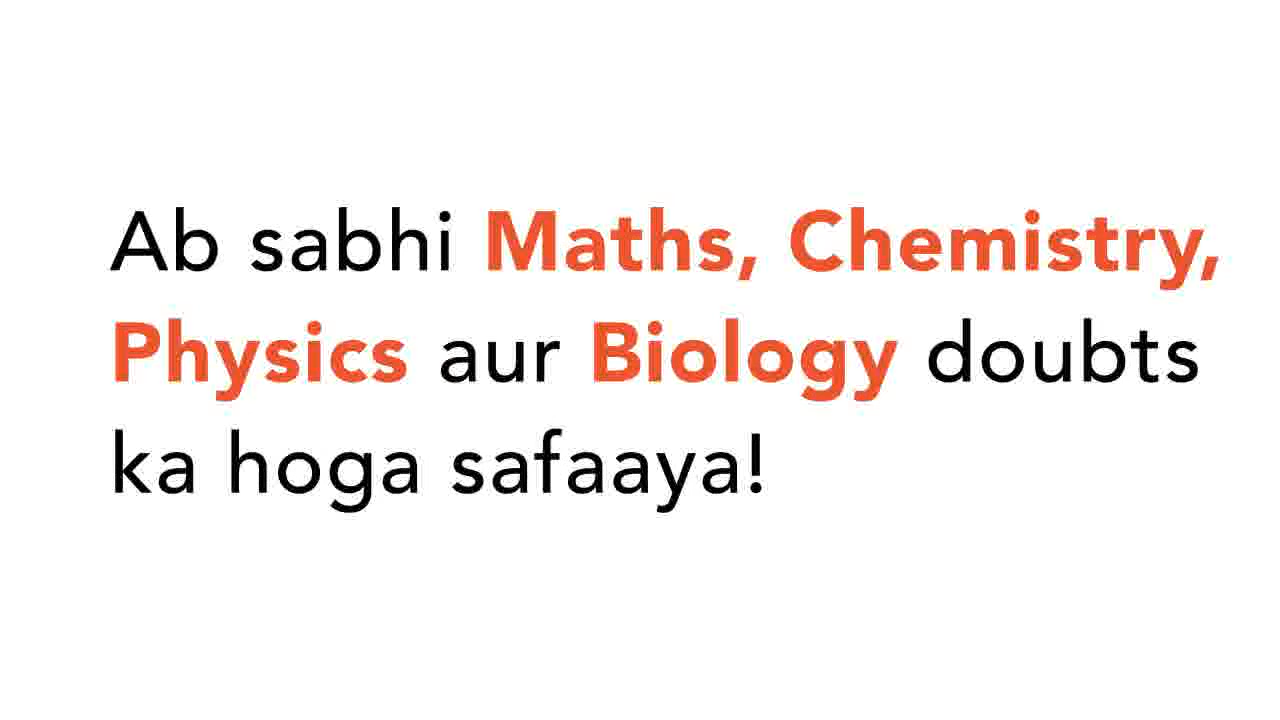 Ab sabhi Maths, Chemistry,
Physics aur Biology doubts
ka hoga safaaya!